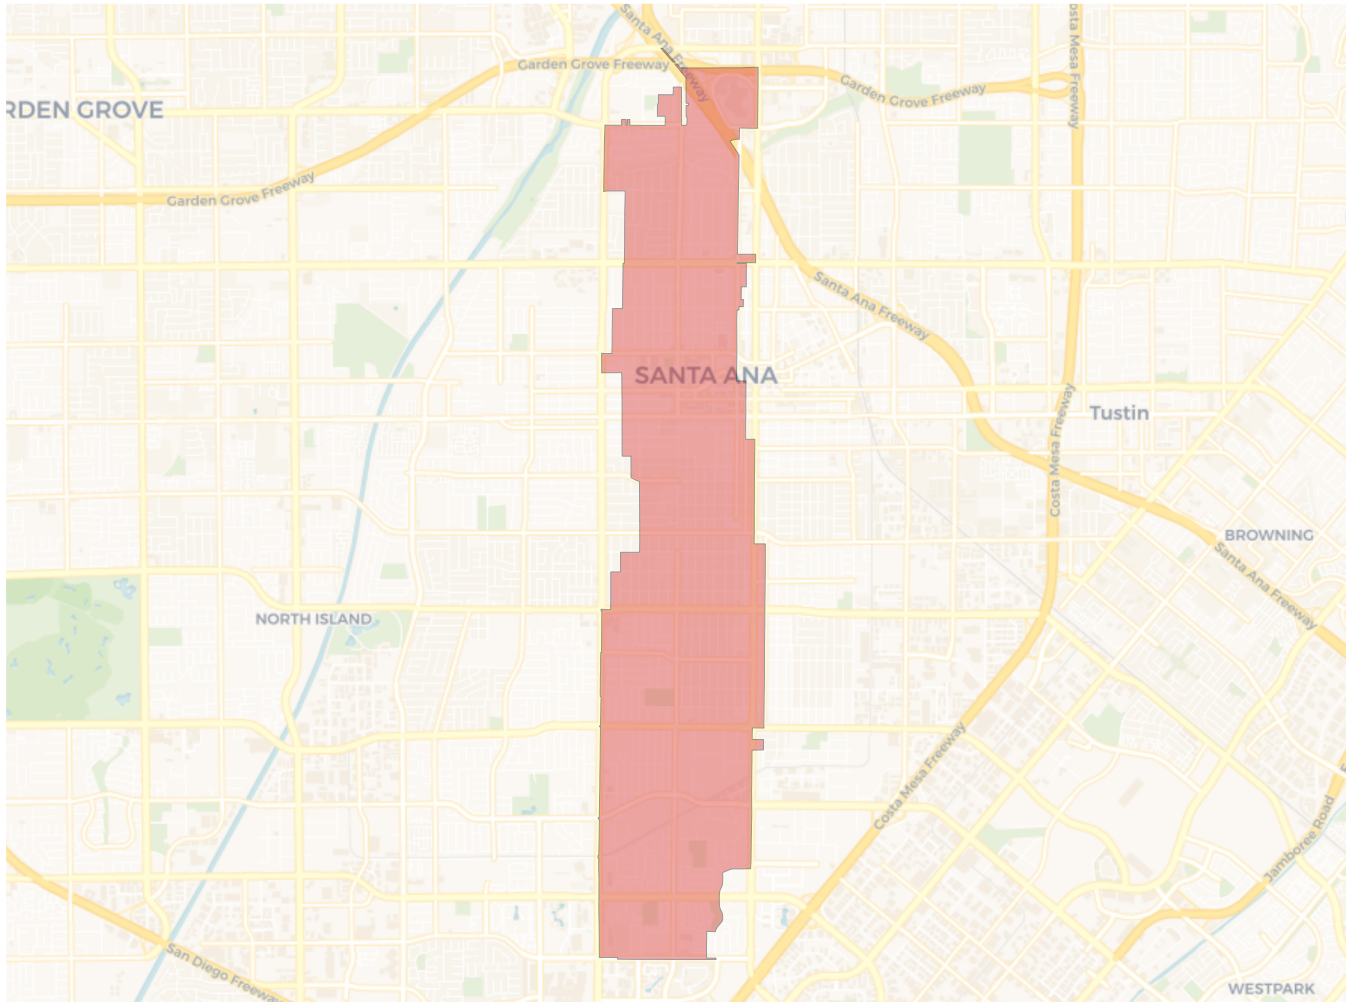 Santa Ana Freeway
Costa Mesa Freeway
Garden Grove Freeway
Garden Grove Freeway
RDEN GROVE
Garden Grove Freeway
Santa Ana Freeway
SANTA ANA
Tustin
Costa Mesa Freeway
BROWNING
Santa Ana Freeway
NORTH ISLAND
Costa Mesa Freeway
Jamboree Road
San Diego Freeway
WESTPARK